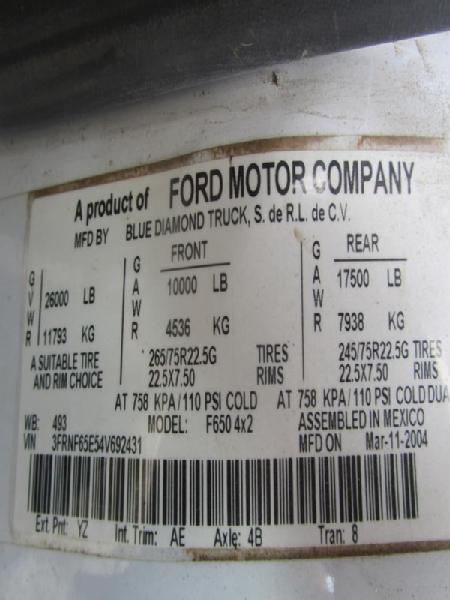 A product of FORD MOTOR COMPANY
MFD BY BLUE DIAMOND TRUCK, S. de R.L. de C.V.
FRONT REAR
GVWR 26000 LB GAWR 10000 LB GAWR 17500 LB
11793 KG 4536 KG 7938 KG
A SUITABLE TIRE 265/75R22.5G TIRES 245/75R22.5G TIRES
AND RIM CHOICE 22.5X7.50 RIMS 22.5X7.50 RIMS
AT 758 KPA/110 PSI COLD AT 758 KPA/110 PSI COLD DUAL
WB: 493 MODEL: F650 4x2 ASSEMBLED IN MEXICO
VIN 3FRNF65E54V692431 MFD ON Mar-11-2004
Ext Pnt: YZ Int. Trim: AE Axle: 4B Tran: 8